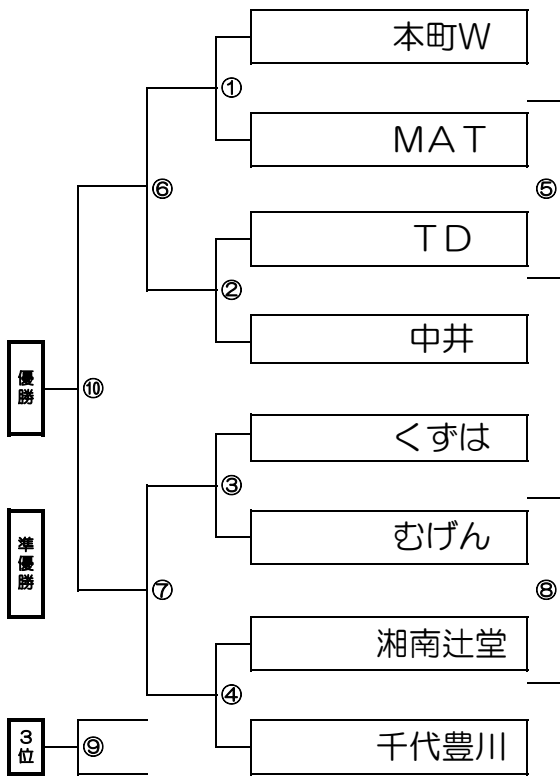 本町W
①
MAT
⑥
⑤
TD
②
中井
優勝
⑩
くずは
③
むげん
準優勝
⑦
⑧
湘南辻堂
④
3位
⑨
千代豊川